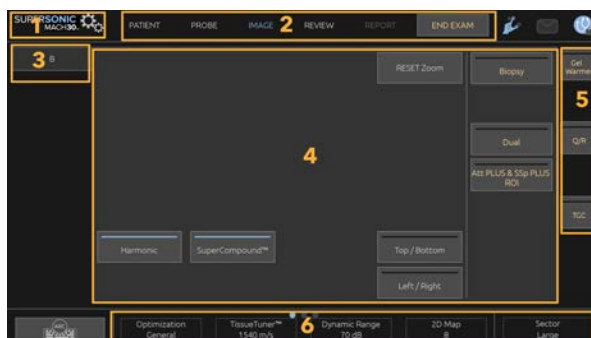 SUPERSONIC
MACH30.
1
PATIENT PROBE IMAGE 2 REVIEW REPORT END EXAM
3 B
RESET Zoom
Biopsy
Gel
Warmer
5
4
Dual
Q/R
Att PLUS & SSp PLUS
ROI
TGC
Harmonic
SuperCompound™
Top / Bottom
Left / Right
ABC
Optimization
General
TissueTuner™
1540 m/s
6
Dynamic Range
70 dB
2D Map
8
Sector
Large